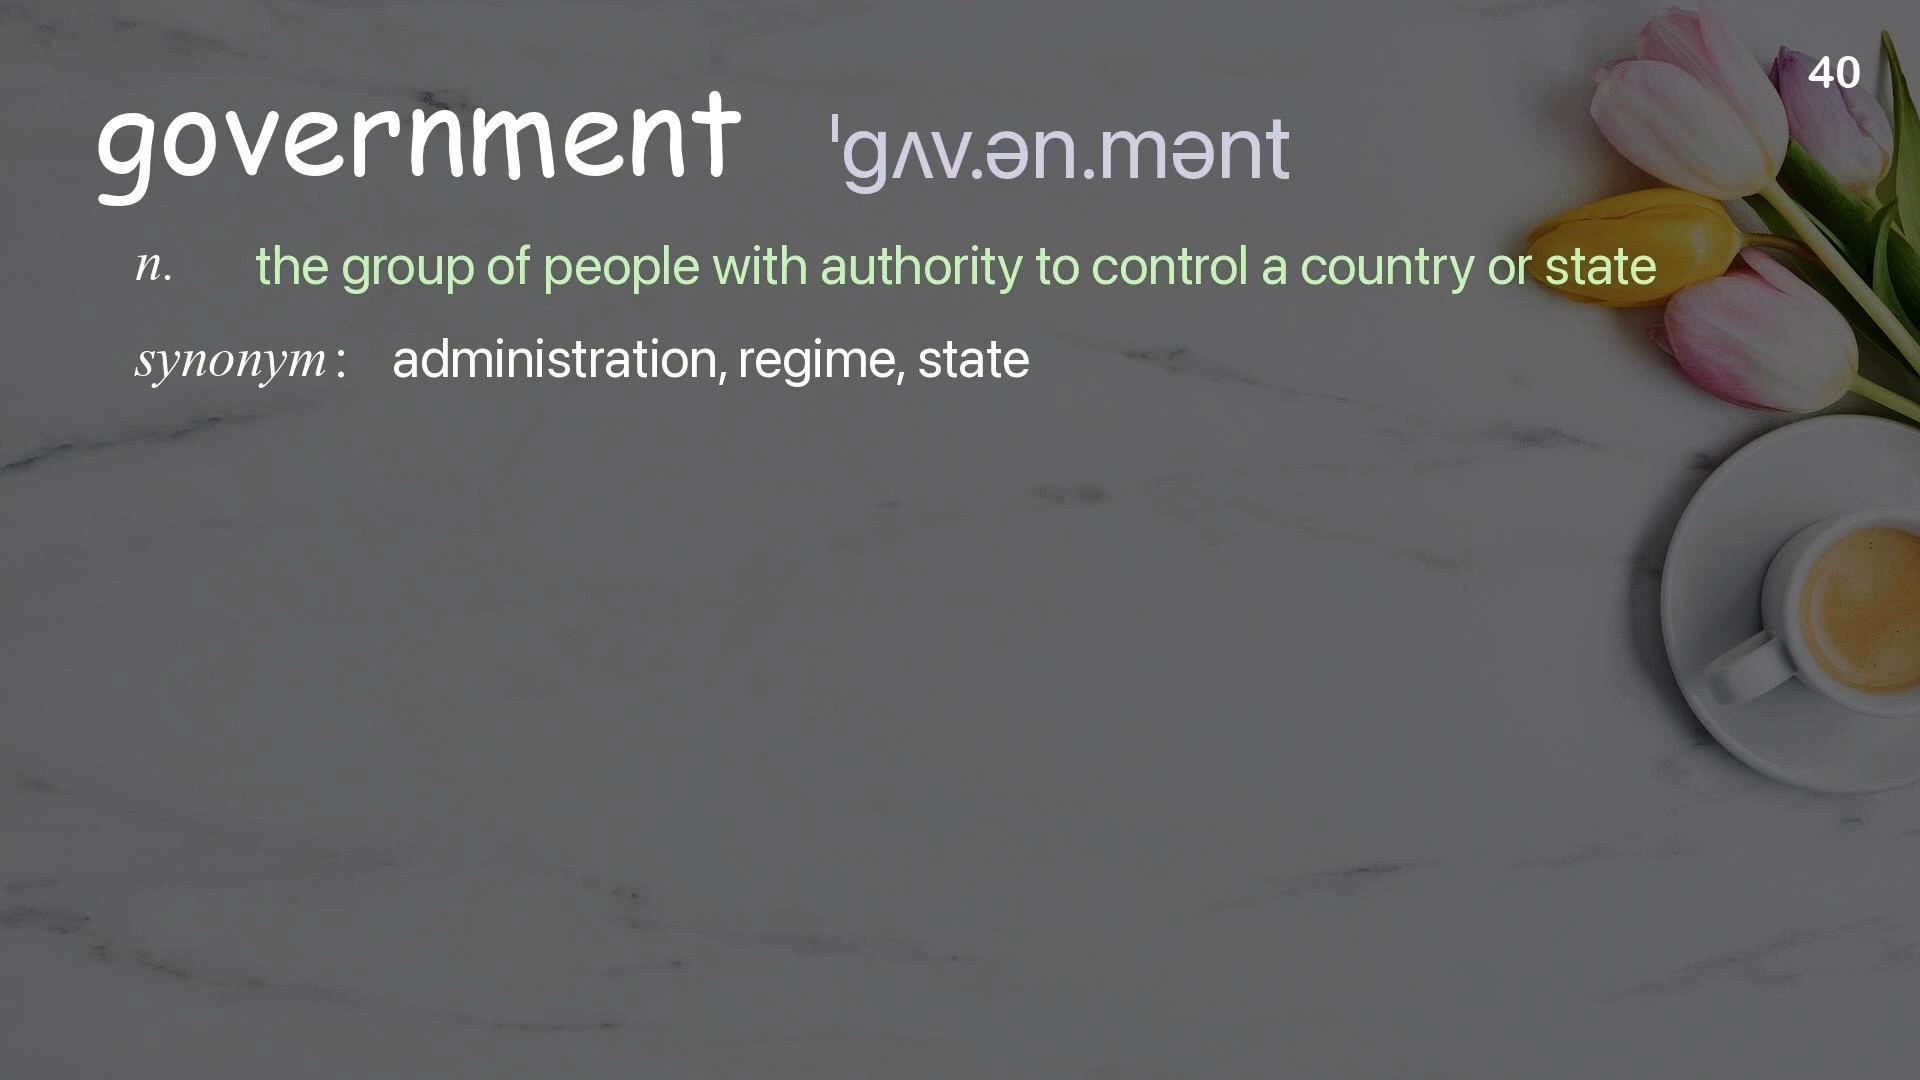 40
government ˈɡʌv.ən.mənt
n. the group of people with authority to control a country or state
synonym: administration, regime, state